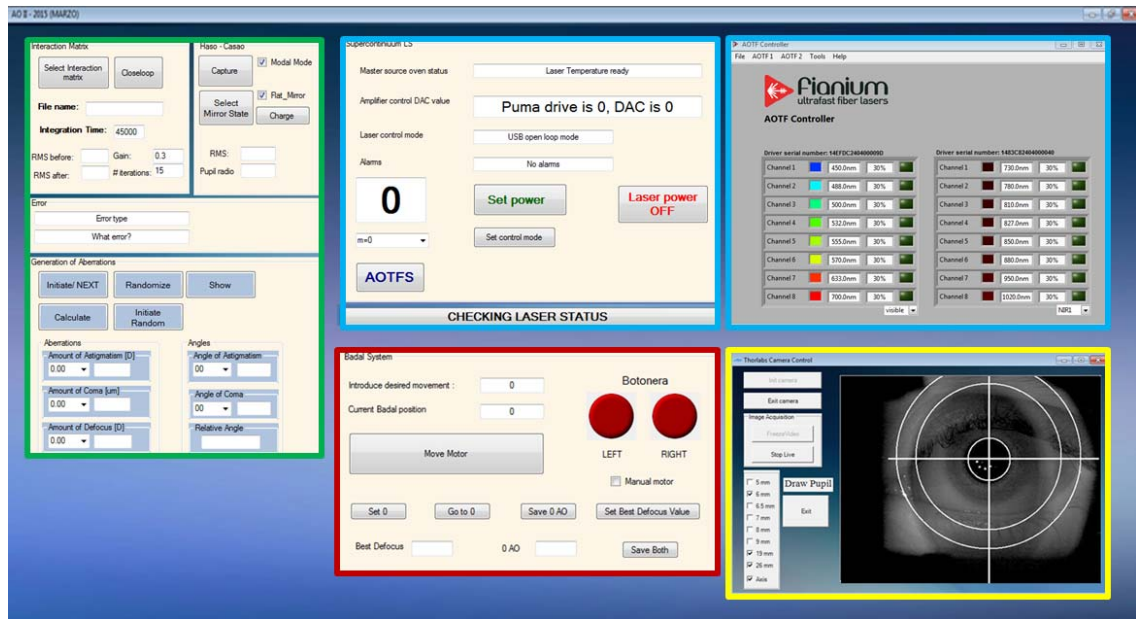 AO II - 2015 (MARZO)
Interaction Matrix
Select Interaction
matrix
Closeloop
File name:
Integration Time: 45000
RMS before:
Gain: 0.3
RMS after:
# iterations: 15
Haso - Casao
Capture
Modal Mode
Select
Mirror State
Flat_Mirror
Charge
RMS:
Pupil radio
Error
Error type
What error?
Generation of Aberrations
Initiate/ NEXT
Randomize
Show
Calculate
Initiate
Random
Aberrations
Amount of Astigmatism [D]
0.00
Amount of Coma [um]
0.00
Amount of Defocus [D]
0.00
Angles
Angle of Astigmatism
00
Angle of Coma
00
Relative Angle
Supercontinuum LS
Master source oven status
Laser Temperature ready
Amplifier control DAC value
Puma drive is 0, DAC is 0
Laser control mode
USB open loop mode
Alarms
No alarms
0
Set power
Laser power
OFF
m=0
Set control mode
AOTFS
CHECKING LASER STATUS
AOTF Controller
File AOTF1 AOTF2 Tools Help
Fianium
ultrafast fiber lasers
AOTF Controller
Driver serial number: 14EFDC240400009D
Channel 1 450.0nm 30%
Channel 2 488.0nm 30%
Channel 3 500.0nm 30%
Channel 4 532.0nm 30%
Channel 5 555.0nm 30%
Channel 6 570.0nm 30%
Channel 7 633.0nm 30%
Channel 8 700.0nm 30%
visible
Driver serial number: 1483C82404000040
Channel 1 730.0nm 30%
Channel 2 780.0nm 30%
Channel 3 810.0nm 30%
Channel 4 827.0nm 30%
Channel 5 850.0nm 30%
Channel 6 880.0nm 30%
Channel 7 950.0nm 30%
Channel 8 1020.0nm 30%
NIR1
Badal System
Introduce desired movement : 0
Current Badal position 0
Move Motor
Botonera
LEFT RIGHT
Manual motor
Set 0
Go to 0
Save 0 AO
Set Best Defocus Value
Best Defocus
0 AO
Save Both
Thorlabs Camera Control
Init camera
Exit camera
Image Acquisition
Freeze Video
Stop Live
5 mm
6 mm
6.5 mm
7 mm
8 mm
9 mm
19 mm
26 mm
Axis
Draw Pupil
Exit